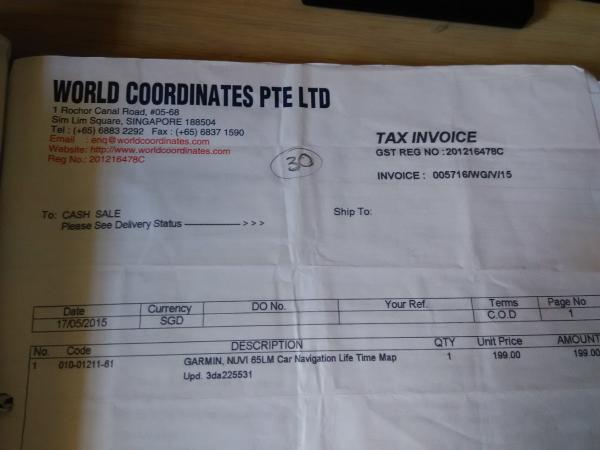 WORLD COORDINATES PTE LTD
1 Rochor Canal Road, #05-68
Sim Lim Square, SINGAPORE 188504
Tel : (+65) 6883 2292 Fax : (+65) 6837 1590
Email : enq@worldcoordinates.com
Website: http://www.worldcoordinates.com
Reg No.: 201216478C
30
TAX INVOICE
GST REG NO :201216478C
INVOICE : 005716/WG/V/15
To: CASH SALE
Please See Delivery Status ———— > > >
Ship To:
Date Currency DO No. Your Ref. Terms Page No
17/05/2015 SGD C.O.D 1
No. Code DESCRIPTION QTY Unit Price AMOUNT
1 010-01211-61 GARMIN, NUVI 65LM Car Navigation Life Time Map 1 199.00 199.00
Upd. 3da225531